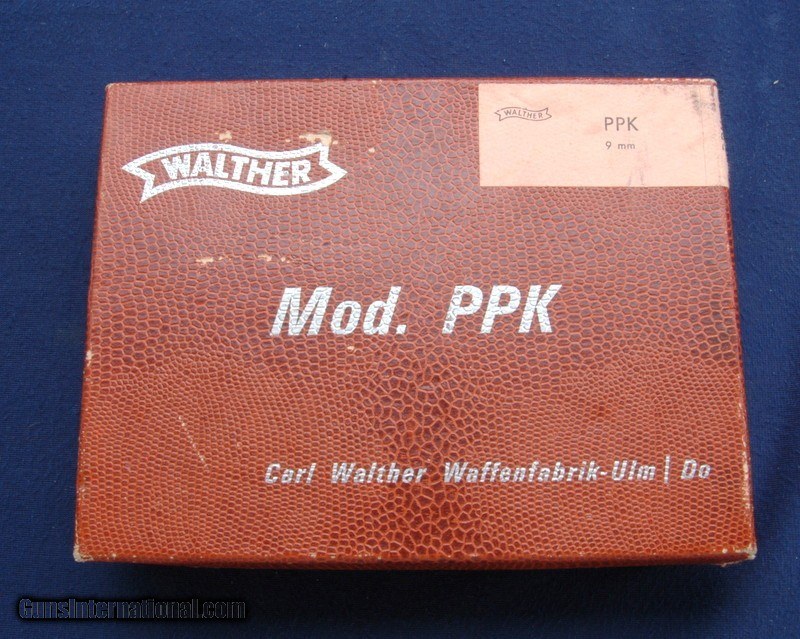 WALTHER
PPK
9 mm
WALTHER
Mod. PPK
Carl Walther Waffenfabrik-Ulm | Do
GunsInternational.com